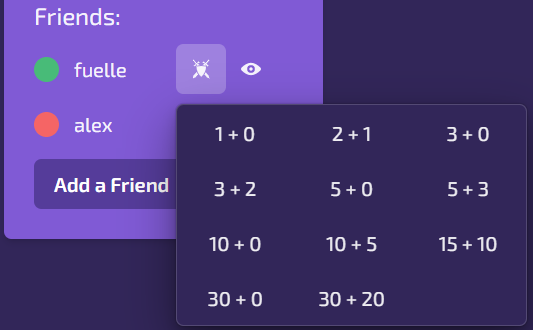 Friends:
fuelle
alex
Add a Friend
1 + 0 2 + 1 3 + 0
3 + 2 5 + 0 5 + 3
10 + 0 10 + 5 15 + 10
30 + 0 30 + 20